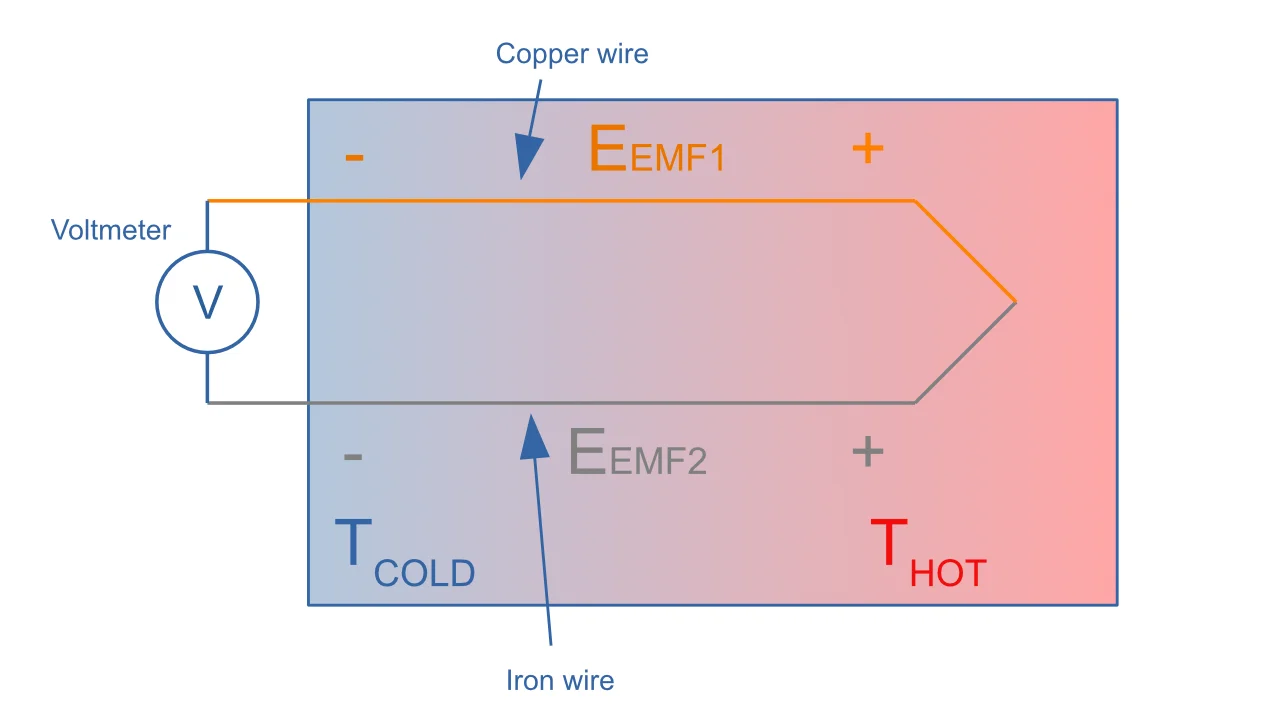 Copper wire
- EEMF1 +
Voltmeter
V
- EEMF2 +
TCOLD THOT
Iron wire